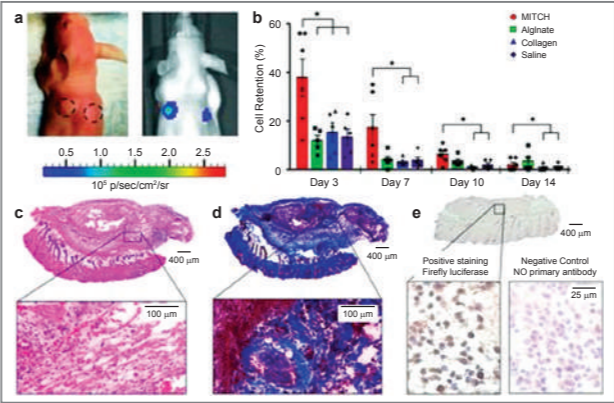 a
0.5 1.0 1.5 2.0 2.5
10⁵ p/sec/cm²/sr
b
Cell Retention (%)
60
40
20
0
Day 3 Day 7 Day 10 Day 14
* * * *
MITCH
Alginate
Collagen
Saline
c
400 μm
100 μm
d
400 μm
100 μm
e
400 μm
Positive staining
Firefly luciferase
Negative Control
NO primary antibody
25 μm